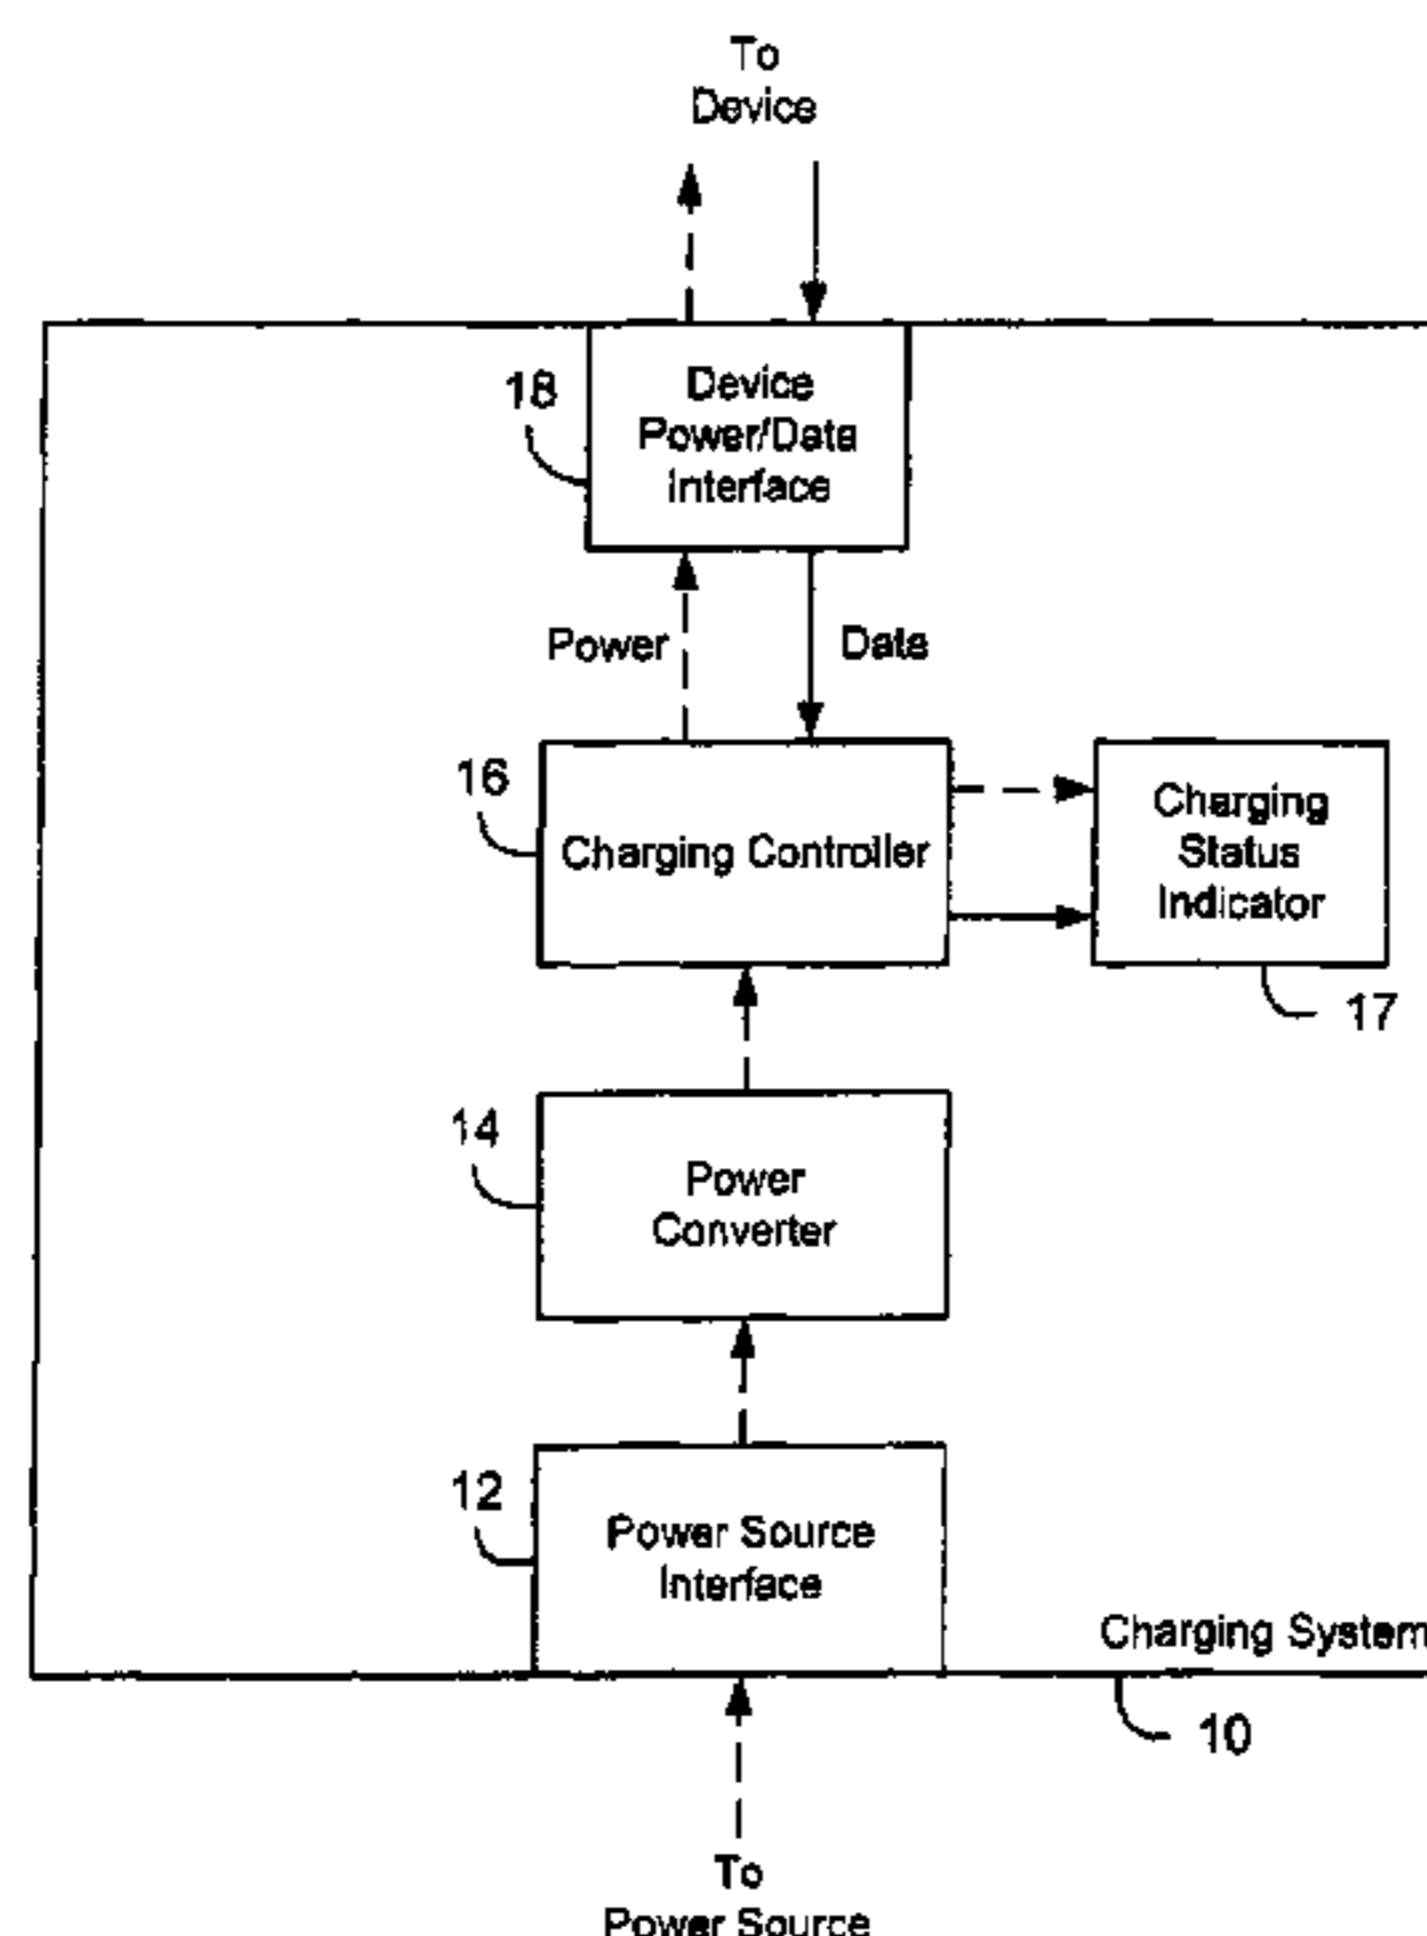 To
Device
18
Device
Power/Data
Interface
Power
Data
16
Charging Controller
Charging
Status
Indicator
17
14
Power
Converter
12
Power Source
Interface
Charging System
10
To
Power Source